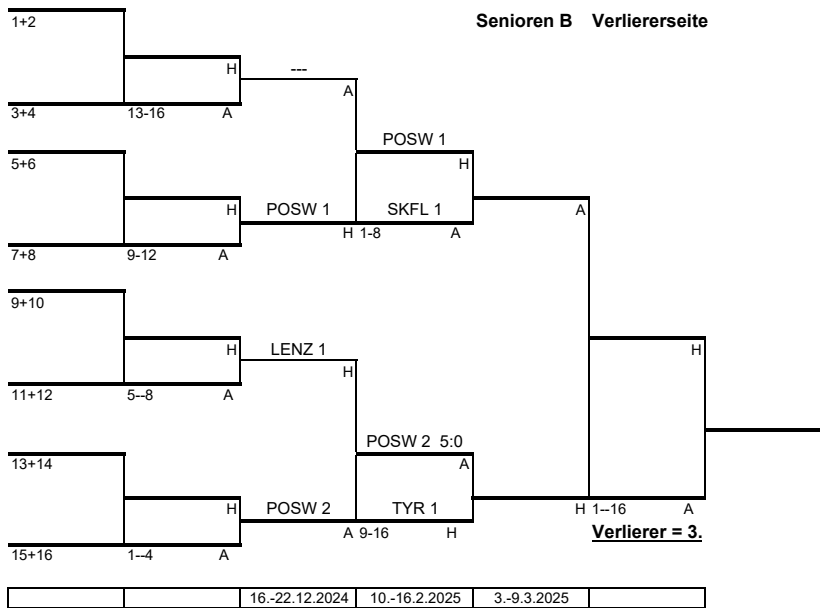 Senioren B Verliererseite
1+2
H
---
3+4 13-16 A
A
POSW 1
5+6
H
H POSW 1 SKFL 1 A
7+8 9-12 A H 1-8 A
9+10
H LENZ 1 H
11+12 5--8 A H
POSW 2 5:0
13+14 A
H POSW 2 TYR 1 H 1--16 A
15+16 1--4 A A 9-16 H Verlierer = 3.
16.-22.12.2024 10.-16.2.2025 3.-9.3.2025